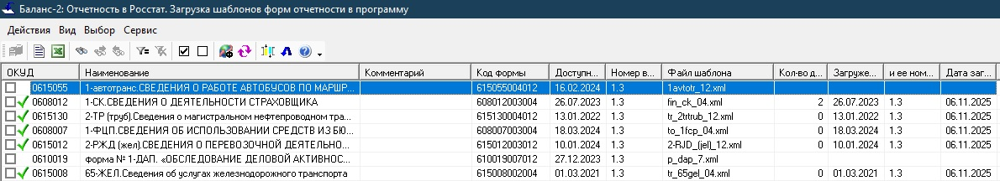 Баланс-2: Отчетность в Росстат. Загрузка шаблонов форм отчетности в программу
Действия Вид Выбор Сервис
ОКУД Наименование Комментарий Код формы Доступн... Номер в... Файл шаблона Кол-во д... Загруже... и ее ном... Дата заг...
0615055 1-автотранс.СВЕДЕНИЯ О РАБОТЕ АВТОБУСОВ ПО МАРШР... 615055004012 16.02.2024 1.3 1avtotr_12.xml
0608012 1-СК.СВЕДЕНИЯ О ДЕЯТЕЛЬНОСТИ СТРАХОВЩИКА 608012003004 26.07.2023 1.3 fin_ck_04.xml 2 26.07.2023 1.3 06.11.2025
0615130 2-ТР (труб).Сведения о магистральном нефтепроводном тра... 615130004012 13.01.2022 1.3 tr_2trtrub_12.xml 0 13.01.2022 1.3 06.11.2025
0608007 1-ФЦП.СВЕДЕНИЯ ОБ ИСПОЛЬЗОВАНИИ СРЕДСТВ ИЗ БЮ... 608007003004 18.03.2024 1.3 to_1fcp_04.xml 0 18.03.2024 1.3 06.11.2025
0615012 2-РЖД (жел).СВЕДЕНИЯ О ПЕРЕВОЗОЧНОЙ ДЕЯТЕЛЬНО... 615012003012 10.01.2024 1.3 2-RJD_(jel)_12.xml 0 10.01.2024 1.3 06.11.2025
0610019 форма № 1-ДАП. «ОБСЛЕДОВАНИЕ ДЕЛОВОЙ АКТИВНОС... 610019007012 27.12.2023 1.3 p_dap_7.xml
0615008 65-ЖЕЛ.Сведения об услугах железнодорожного транспорта 615008002004 01.03.2021 1.3 tr_65gel_04.xml 0 01.03.2021 1.3 06.11.2025